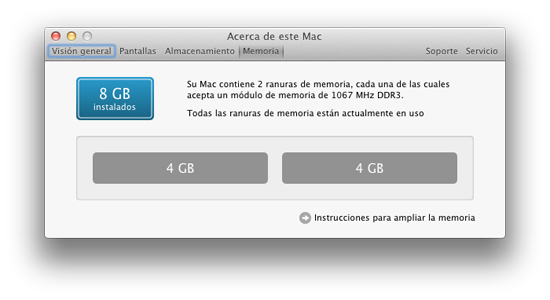 Acerca de este Mac
Visión general Pantallas Almacenamiento Memoria Soporte Servicio
8 GB
instalados
Su Mac contiene 2 ranuras de memoria, cada una de las cuales
acepta un módulo de memoria de 1067 MHz DDR3.
Todas las ranuras de memoria están actualmente en uso
4 GB 4 GB
Instrucciones para ampliar la memoria